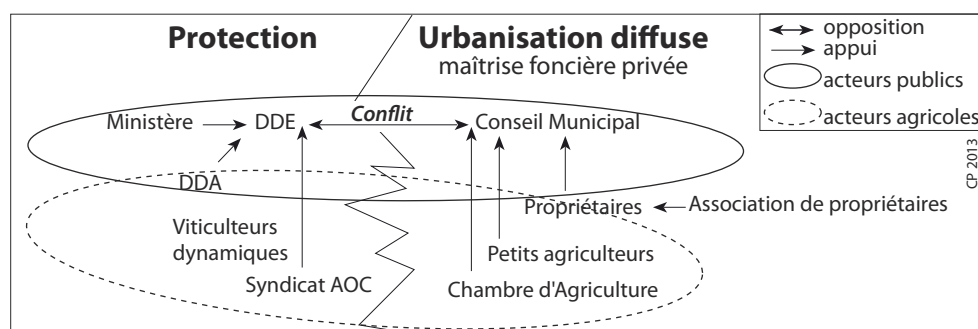 Protection
Urbanisation diffuse
maîtrise foncière privée
opposition
appui
acteurs publics
acteurs agricoles
Ministère
DDE
Conflit
Conseil Municipal
DDA
Propriétaires
Association de propriétaires
Viticulteurs
dynamiques
Petits agriculteurs
Syndicat AOC
Chambre d'Agriculture
CP 2013